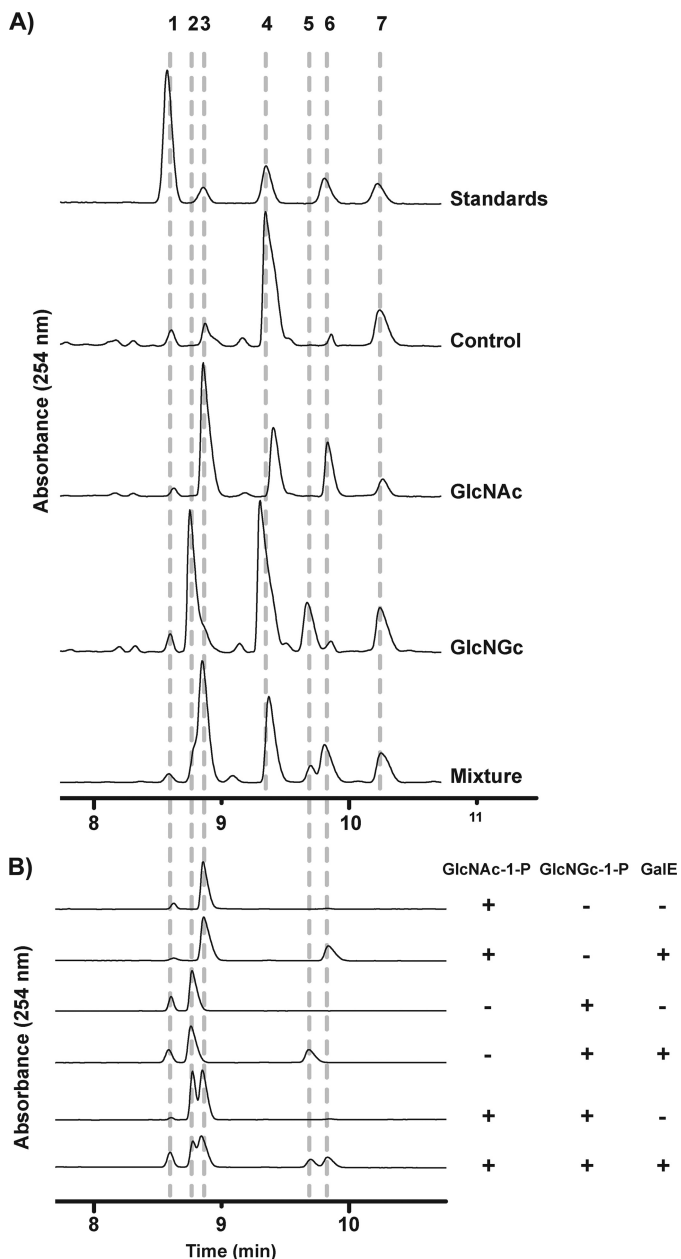 A)
1 2 3 4 5 6 7
Standards
Control
GlcNAc
GlcNGc
Mixture
Absorbance (254 nm)
8 9 10 11
B)
GlcNAc-1-P GlcNGc-1-P GalE
+ - -
+ - +
- + -
- + +
+ + -
+ + +
Absorbance (254 nm)
8 9 10
Time (min)